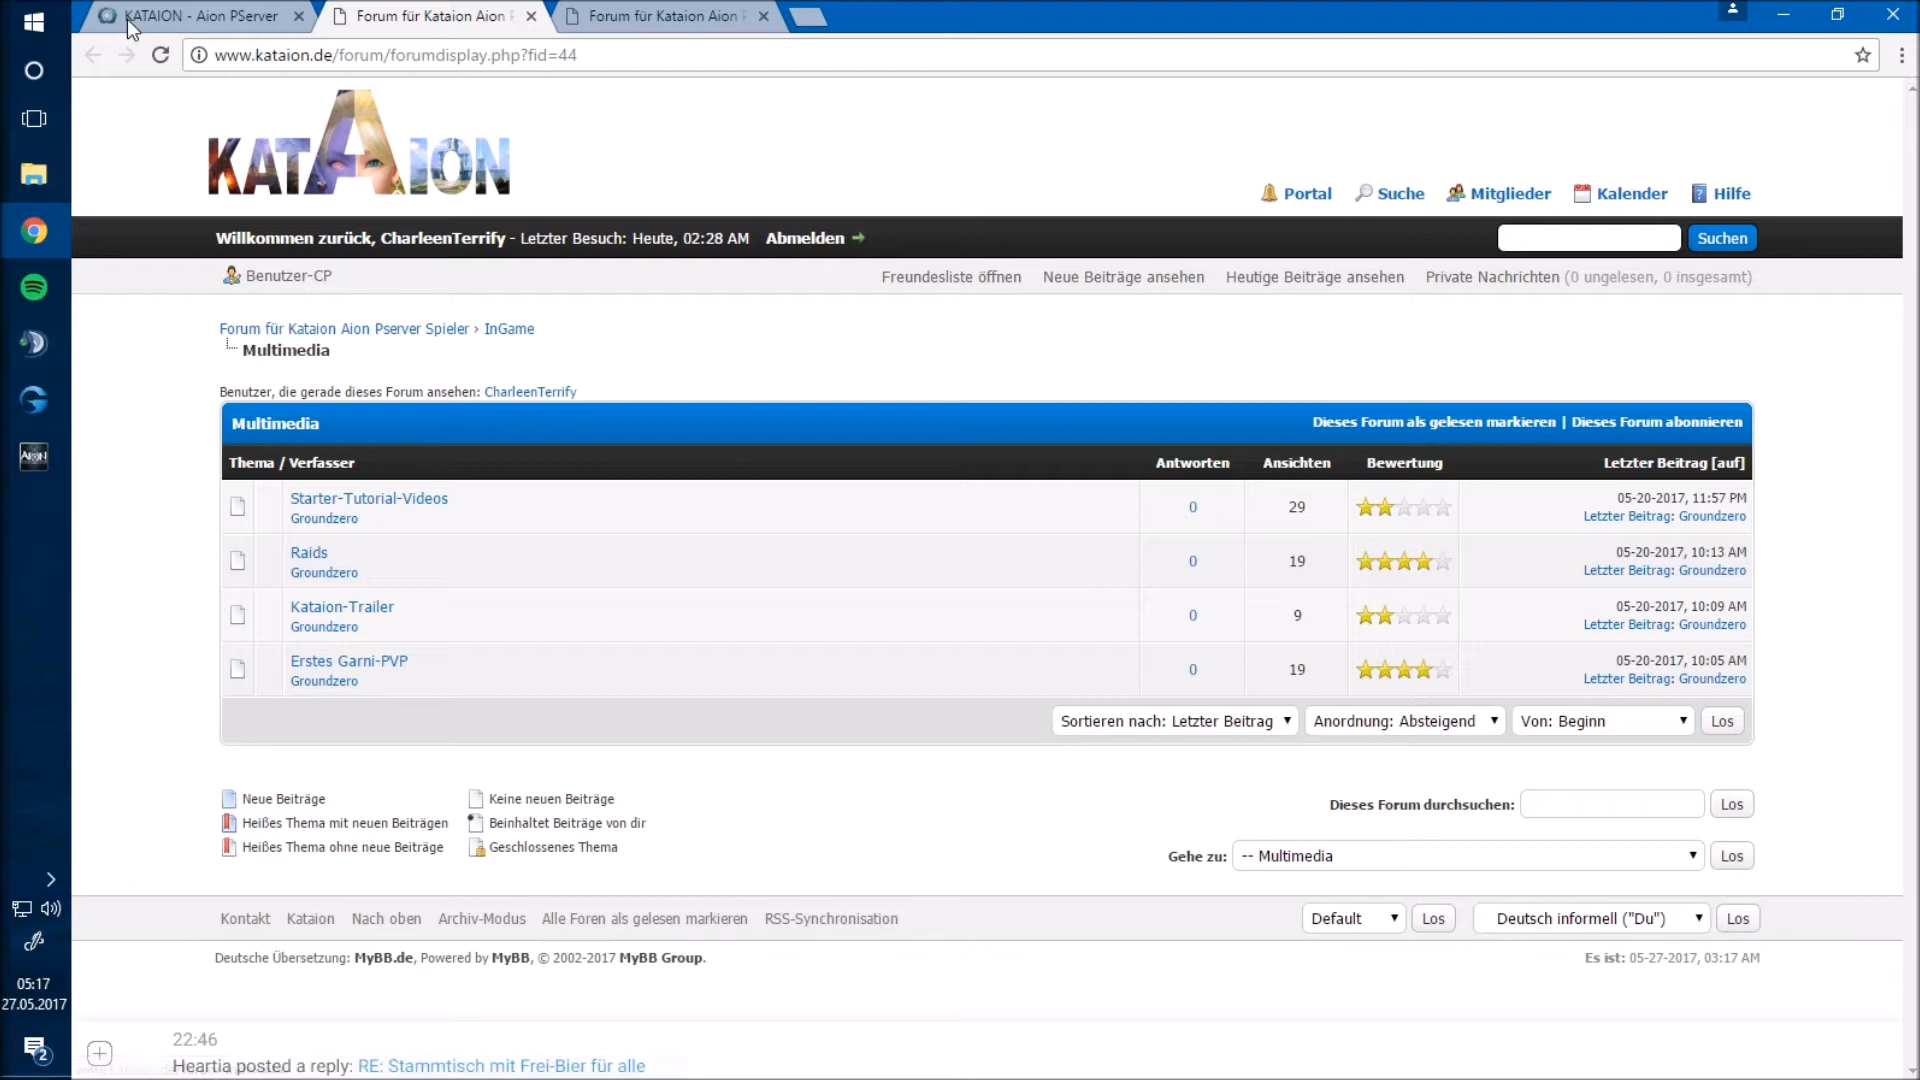 KATAION - Aion PServer
Forum für Kataion Aion
Forum für Kataion Aion
www.kataion.de/forum/forumdisplay.php?fid=44
KATAION
Portal Suche Mitglieder Kalender Hilfe
Willkommen zurück, CharleenTerrify - Letzter Besuch: Heute, 02:28 AM Abmelden
Suchen
Benutzer-CP
Freundesliste öffnen Neue Beiträge ansehen Heutige Beiträge ansehen Private Nachrichten (0 ungelesen, 0 insgesamt)
Forum für Kataion Aion Pserver Spieler › InGame
Multimedia
Benutzer, die gerade dieses Forum ansehen: CharleenTerrify
Multimedia
Dieses Forum als gelesen markieren | Dieses Forum abonnieren
Thema / Verfasser Antworten Ansichten Bewertung Letzter Beitrag [auf]
Starter-Tutorial-Videos
Groundzero
0 29
05-20-2017, 11:57 PM
Letzter Beitrag: Groundzero
Raids
Groundzero
0 19
05-20-2017, 10:13 AM
Letzter Beitrag: Groundzero
Kataion-Trailer
Groundzero
0 9
05-20-2017, 10:09 AM
Letzter Beitrag: Groundzero
Erstes Garni-PVP
Groundzero
0 19
05-20-2017, 10:05 AM
Letzter Beitrag: Groundzero
Sortieren nach: Letzter Beitrag Anordnung: Absteigend Von: Beginn Los
Neue Beiträge Keine neuen Beiträge
Heißes Thema mit neuen Beiträgen Beinhaltet Beiträge von dir
Heißes Thema ohne neue Beiträge Geschlossenes Thema
Dieses Forum durchsuchen: Los
Gehe zu: -- Multimedia Los
Kontakt Kataion Nach oben Archiv-Modus Alle Foren als gelesen markieren RSS-Synchronisation
Default Los Deutsch informell ("Du") Los
Deutsche Übersetzung: MyBB.de, Powered by MyBB, © 2002-2017 MyBB Group.
Es ist: 05-27-2017, 03:17 AM
22:46
Heartia posted a reply: RE: Stammtisch mit Frei-Bier für alle
AION
05:17
27.05.2017
2